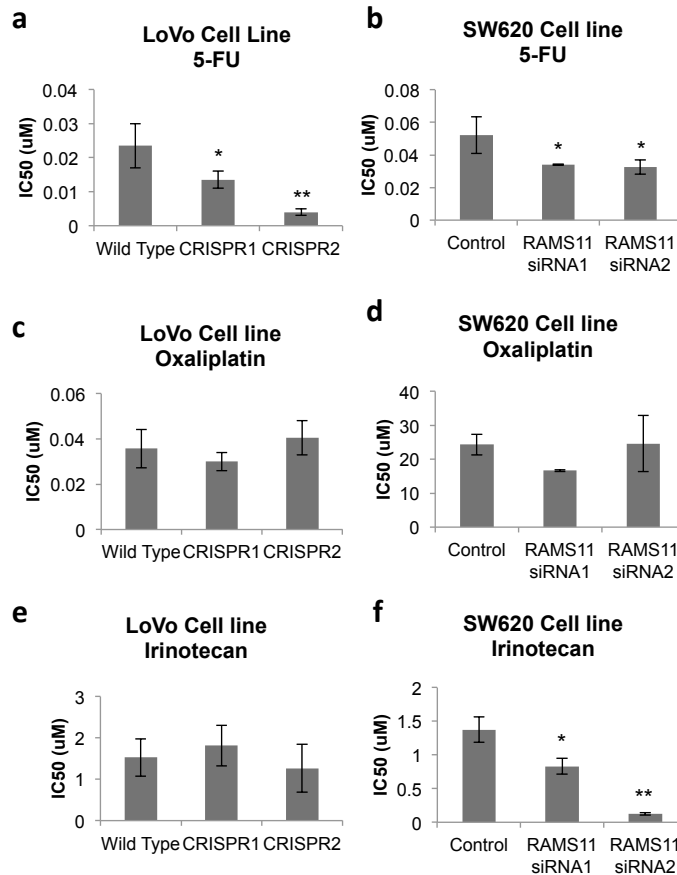 a
LoVo Cell Line
5-FU
IC50 (uM)
0.04
0.03
0.02
0.01
0
*
**
Wild Type CRISPR1 CRISPR2
b
SW620 Cell line
5-FU
IC50 (uM)
0.08
0.06
0.04
0.02
0
*
*
Control RAMS11 RAMS11
siRNA1 siRNA2
c
LoVo Cell line
Oxaliplatin
IC50 (uM)
0.06
0.04
0.02
0
Wild Type CRISPR1 CRISPR2
d
SW620 Cell line
Oxaliplatin
IC50 (uM)
40
30
20
10
0
Control RAMS11 RAMS11
siRNA1 siRNA2
e
LoVo Cell line
Irinotecan
IC50 (uM)
3
2
1
0
Wild Type CRISPR1 CRISPR2
f
SW620 Cell line
Irinotecan
IC50 (uM)
2
1.5
1
0.5
0
*
**
Control RAMS11 RAMS11
siRNA1 siRNA2